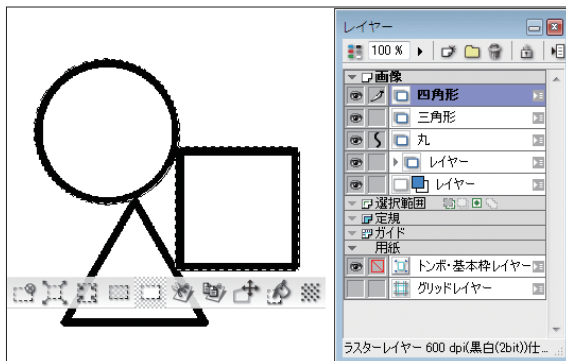 レイヤー
100 %
画像
四角形
三角形
丸
レイヤー
レイヤー
選択範囲
定規
ガイド
用紙
トンボ・基本枠レイヤー
グリッドレイヤー
ラスターレイヤー 600 dpi(黒白(2bit))仕...